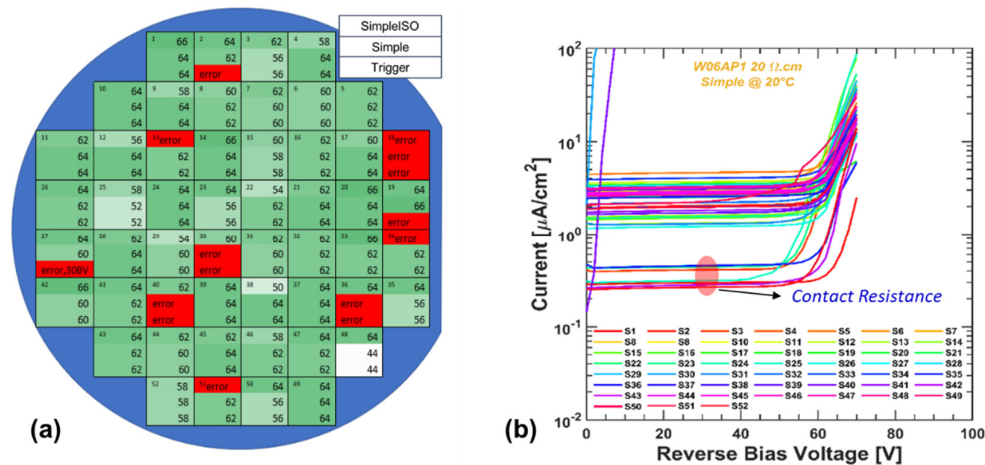 SimpleISO
Simple
Trigger
1 66 2 64 3 62 4 58
64 64 56 62
64 error 56 64
10 64 9 58 8 60 7 62 6 60 5 62
64 64 60 60 62 62
64 62 62 60 60 62
11 62 12 56 13 error 14 66 15 60 16 62 17 60 18 error
64 64 62 64 58 62 64 error
64 64 64 64 62 62 64 error
26 64 25 58 24 64 23 64 22 54 21 62 20 66 19 64
62 52 64 56 62 62 64 66
62 52 64 56 60 62 64 error
27 64 28 62 29 54 30 60 31 62 32 62 33 66 34 error
60 64 60 error 62 62 62 62
error,30BV 64 60 error 62 62 62 62
42 66 41 62 40 62 39 64 38 50 37 64 36 64 35 64
60 62 error 64 60 64 error 56
60 62 error 64 60 62 error 56
43 64 44 62 45 62 46 62 47 62 48 64
62 60 64 62 62 44
62 60 64 64 62 44
52 58 51 error 50 64 49 64
58 62 56 64
58 62 56 64
(a)
W06AP1 20 Ω.cm
Simple @ 20°C
10²
10¹
10⁰
10⁻¹
10⁻²
Current [μA/cm²]
Contact Resistance
S1 S2 S3 S4 S5 S6 S7
S8 S8 S10 S11 S12 S13 S14
S15 S16 S17 S18 S19 S20 S21
S22 S23 S24 S25 S26 S27 S28
S29 S30 S31 S32 S33 S34 S35
S36 S37 S38 S39 S40 S41 S42
S43 S44 S45 S46 S47 S48 S49
S50 S51 S52
0 20 40 60 80 100
Reverse Bias Voltage [V]
(b)